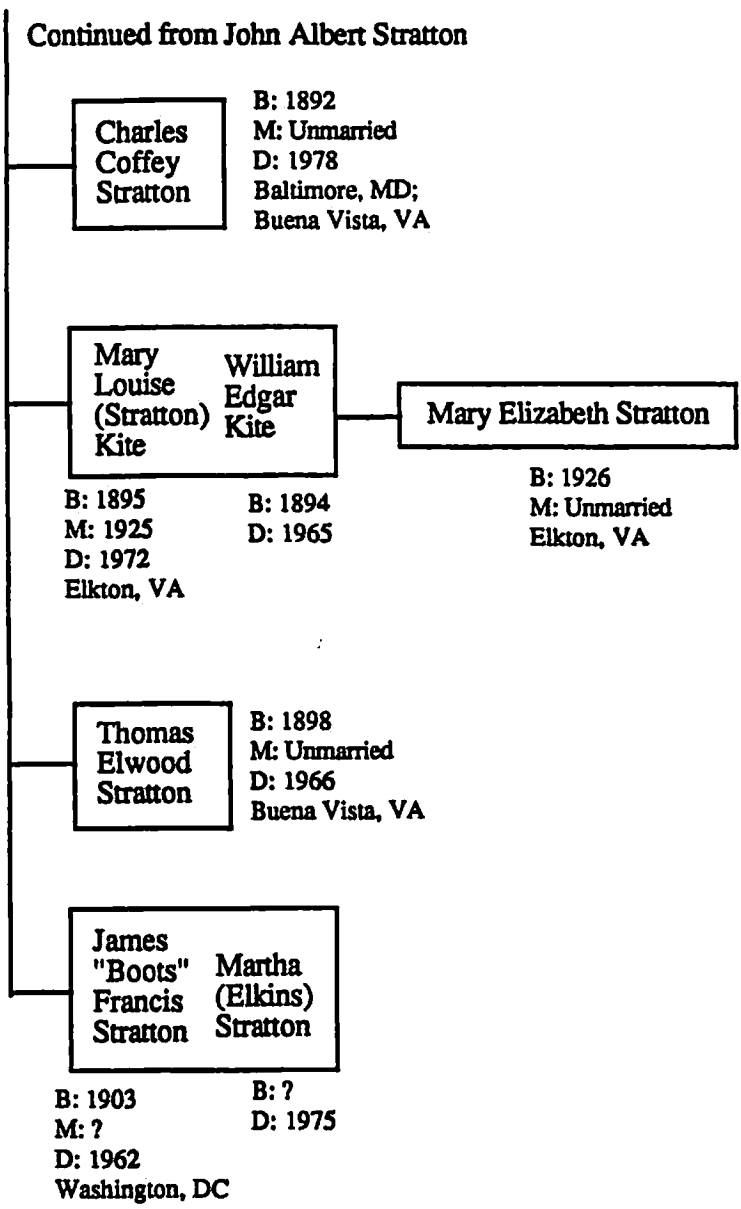 Continued from John Albert Stratton
Charles
Coffey
Stratton
B: 1892
M: Unmarried
D: 1978
Baltimore, MD;
Buena Vista, VA
Mary
Louise
(Stratton)
Kite
William
Edgar
Kite
B: 1895
M: 1925
D: 1972
Elkton, VA
B: 1894
D: 1965
Mary Elizabeth Stratton
B: 1926
M: Unmarried
Elkton, VA
Thomas
Elwood
Stratton
B: 1898
M: Unmarried
D: 1966
Buena Vista, VA
James
"Boots"
Francis
Stratton
Martha
(Elkins)
Stratton
B: 1903
M: ?
D: 1962
Washington, DC
B: ?
D: 1975